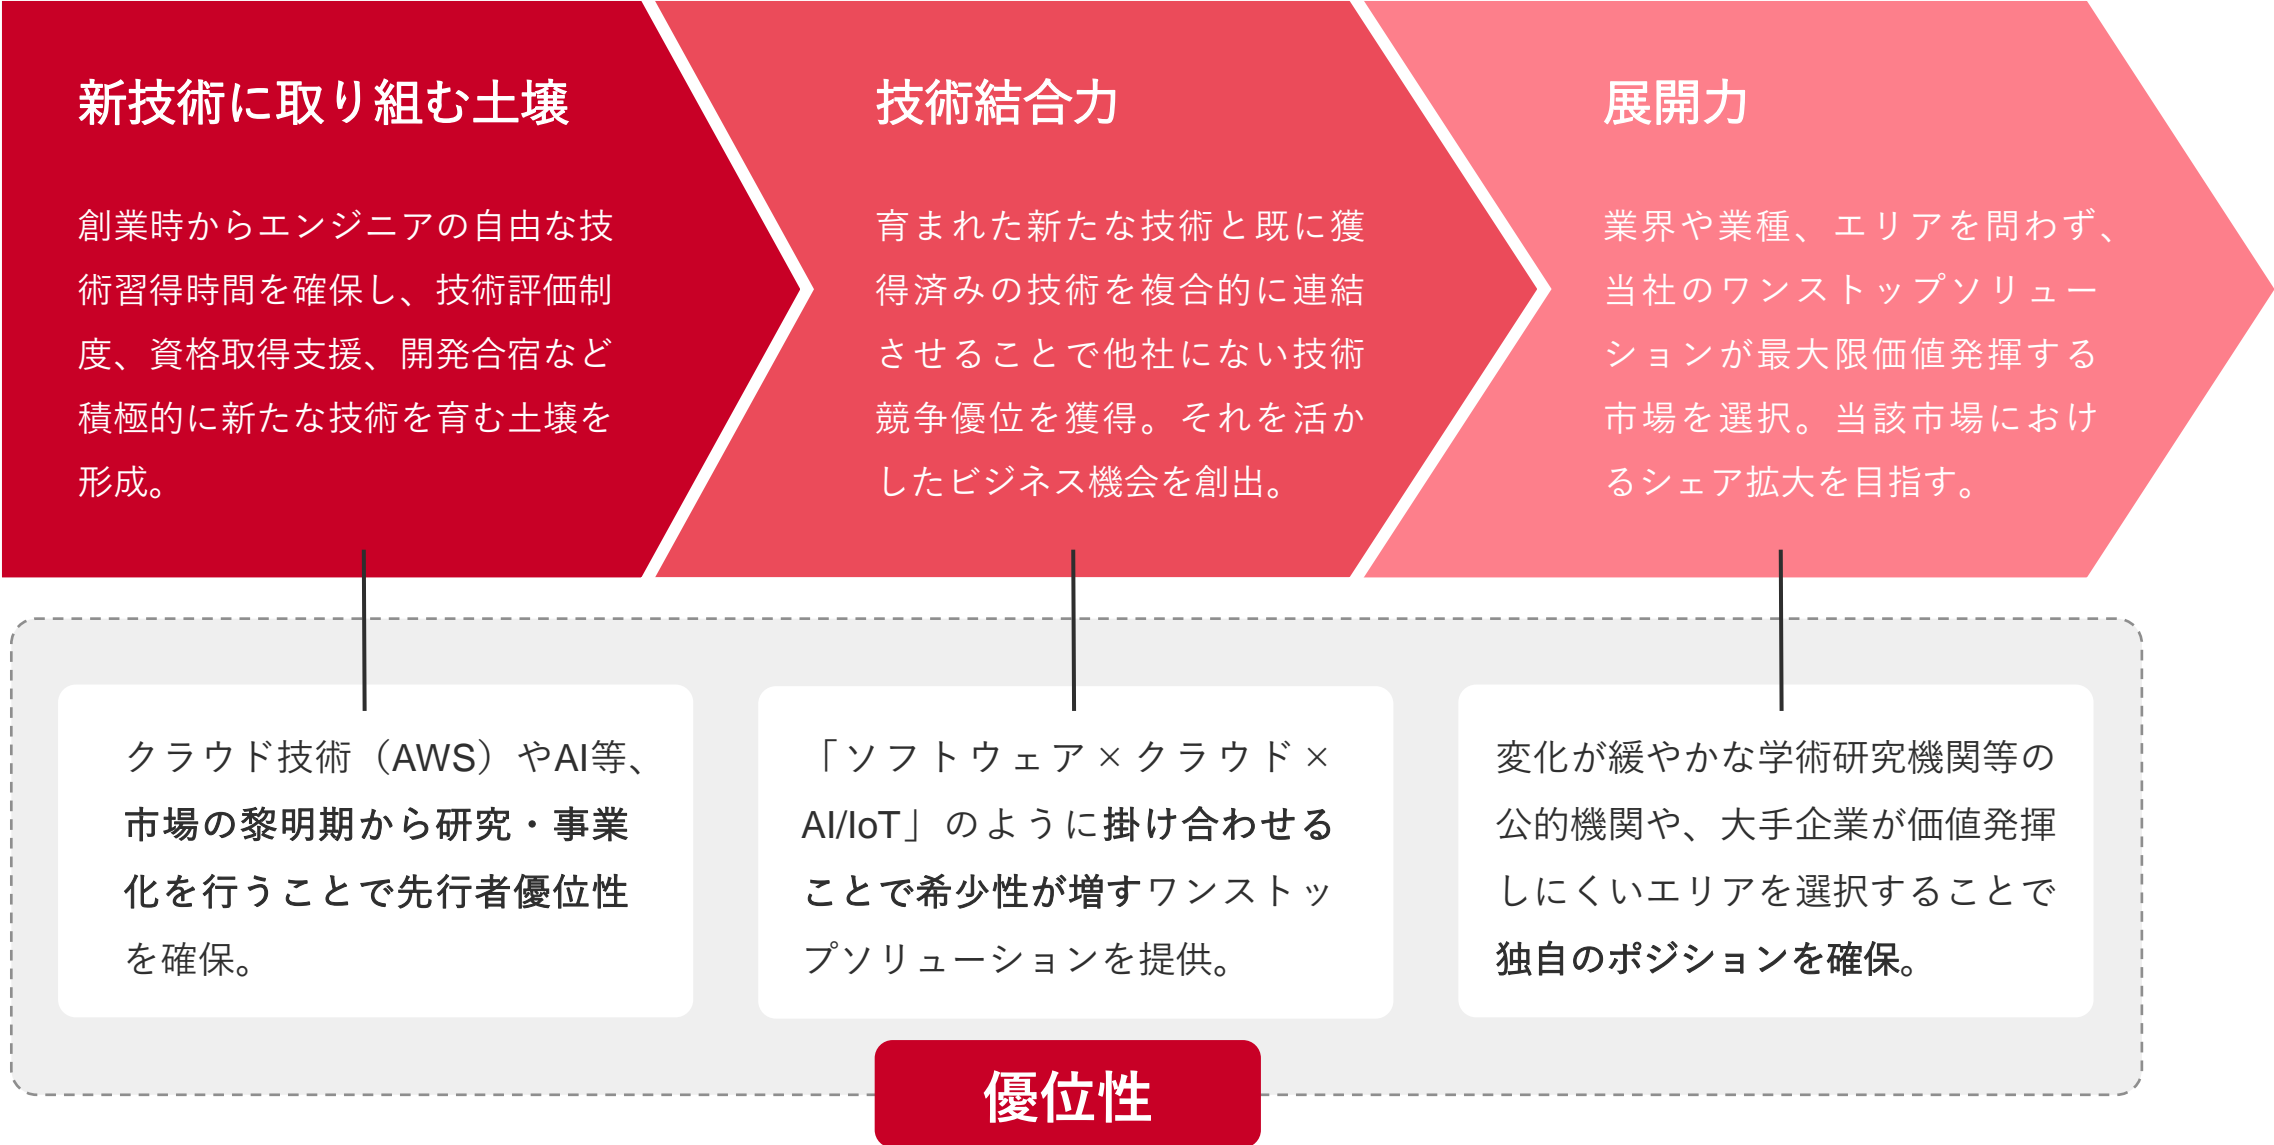 新技術に取り組む土壌
創業時からエンジニアの自由な技
術習得時間を確保し、技術評価制
度、資格取得支援、開発合宿など
積極的に新たな技術を育む土壌を
形成。
技術結合力
育まれた新たな技術と既に獲
得済みの技術を複合的に連結
させることで他社にない技術
競争優位を獲得。それを活か
したビジネス機会を創出。
展開力
業界や業種、エリアを問わず、
当社のワンストップソリュー
ションが最大限価値発揮する
市場を選択。当該市場におけ
るシェア拡大を目指す。
クラウド技術（AWS）やAI等、
市場の黎明期から研究・事業
化を行うことで先行者優位性
を確保。
「ソフトウェア×クラウド×
AI/IoT」のように掛け合わせる
ことで希少性が増すワンストッ
プソリューションを提供。
変化が緩やかな学術研究機関等の
公的機関や、大手企業が価値発揮
しにくいエリアを選択することで
独自のポジションを確保。
優位性